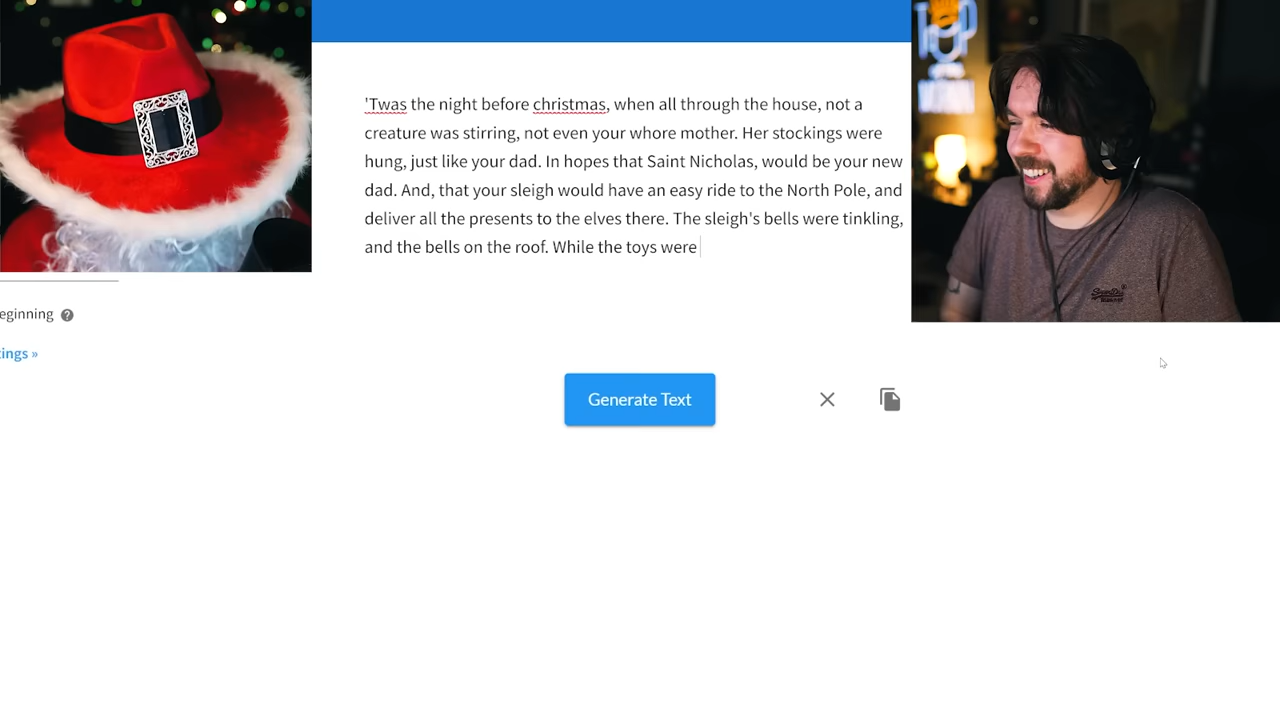 'Twas the night before christmas, when all through the house, not a
creature was stirring, not even your whore mother. Her stockings were
hung, just like your dad. In hopes that Saint Nicholas, would be your new
dad. And, that your sleigh would have an easy ride to the North Pole, and
deliver all the presents to the elves there. The sleigh's bells were tinkling,
and the bells on the roof. While the toys were
eginning ?
tings »
Generate Text
TOP